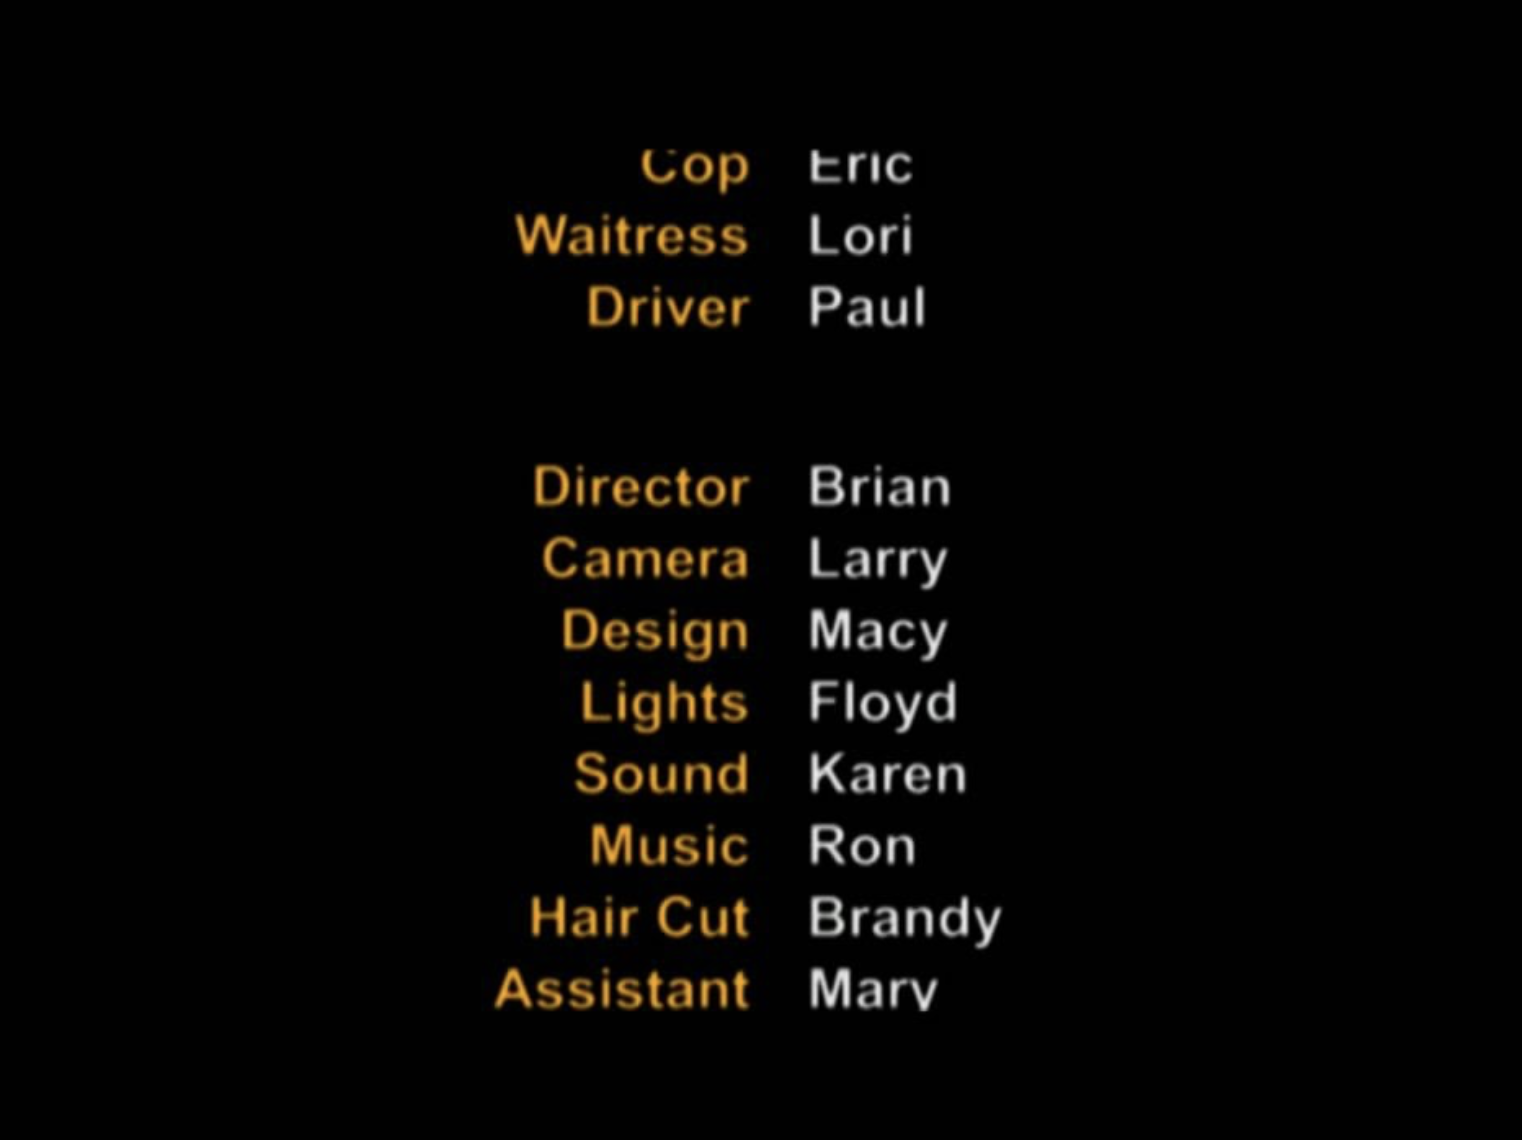 Cop Eric
Waitress Lori
Driver Paul
Director Brian
Camera Larry
Design Macy
Lights Floyd
Sound Karen
Music Ron
Hair Cut Brandy
Assistant Mary